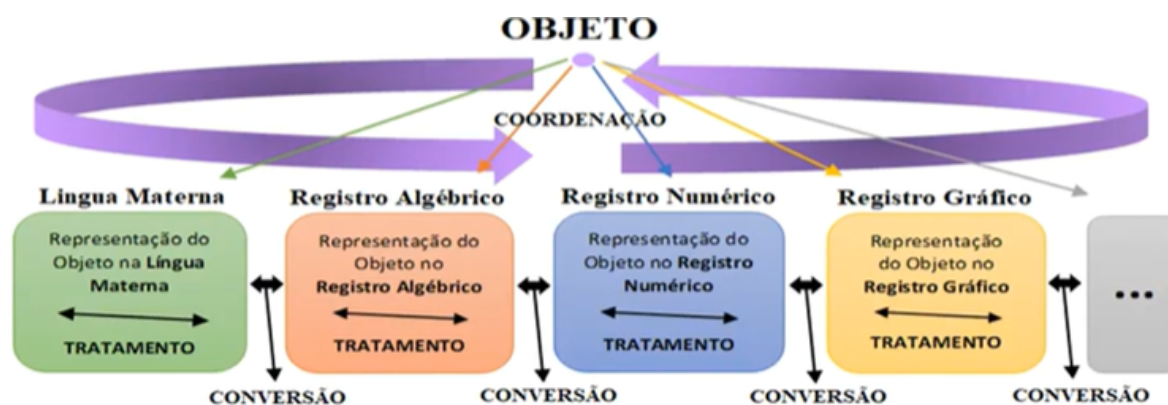 OBJETO
COORDENAÇÃO
Língua Materna
Registro Algébrico
Registro Numérico
Registro Gráfico
Representação do
Objeto na Língua
Materna
TRATAMENTO
Representação do
Objeto no
Registro Algébrico
TRATAMENTO
Representação do
Objeto no Registro
Numérico
TRATAMENTO
Representação
do Objeto no
Registro Gráfico
TRATAMENTO
...
CONVERSÃO
CONVERSÃO
CONVERSÃO
CONVERSÃO